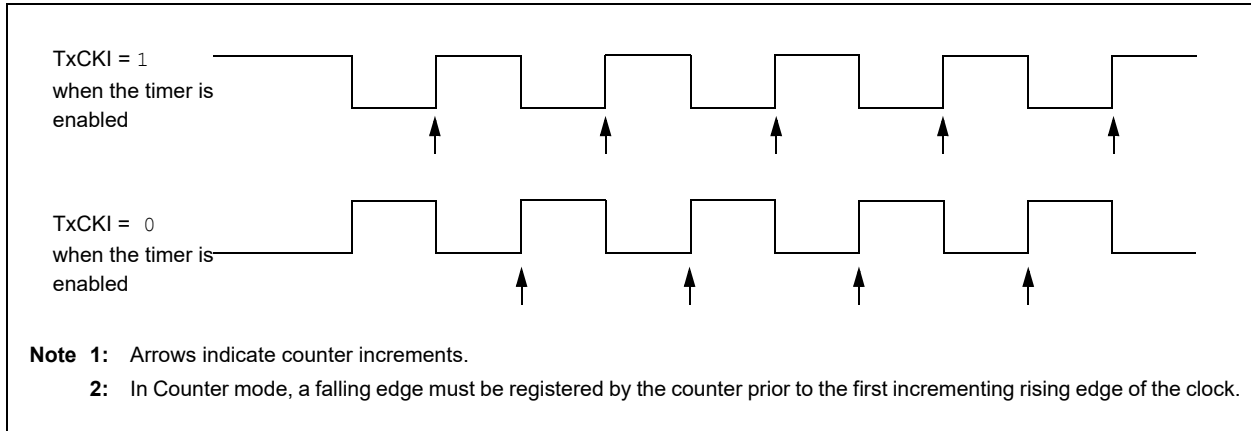 TxCKI = 1
when the timer is
enabled
TxCKI = 0
when the timer is
enabled
Note 1: Arrows indicate counter increments.
2: In Counter mode, a falling edge must be registered by the counter prior to the first incrementing rising edge of the clock.